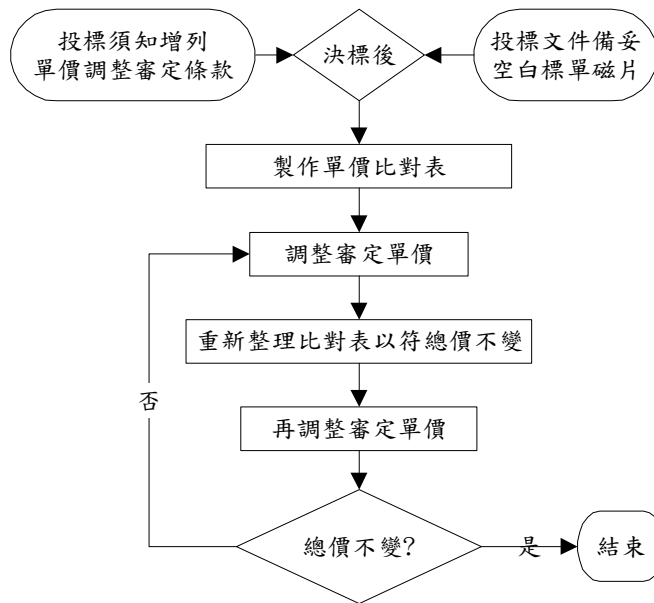 投標須知增列
單價調整審定條款
決標後
投標文件備妥
空白標單磁片
製作單價比對表
調整審定單價
重新整理比對表以符總價不變
否
再調整審定單價
總價不變?
是
結束